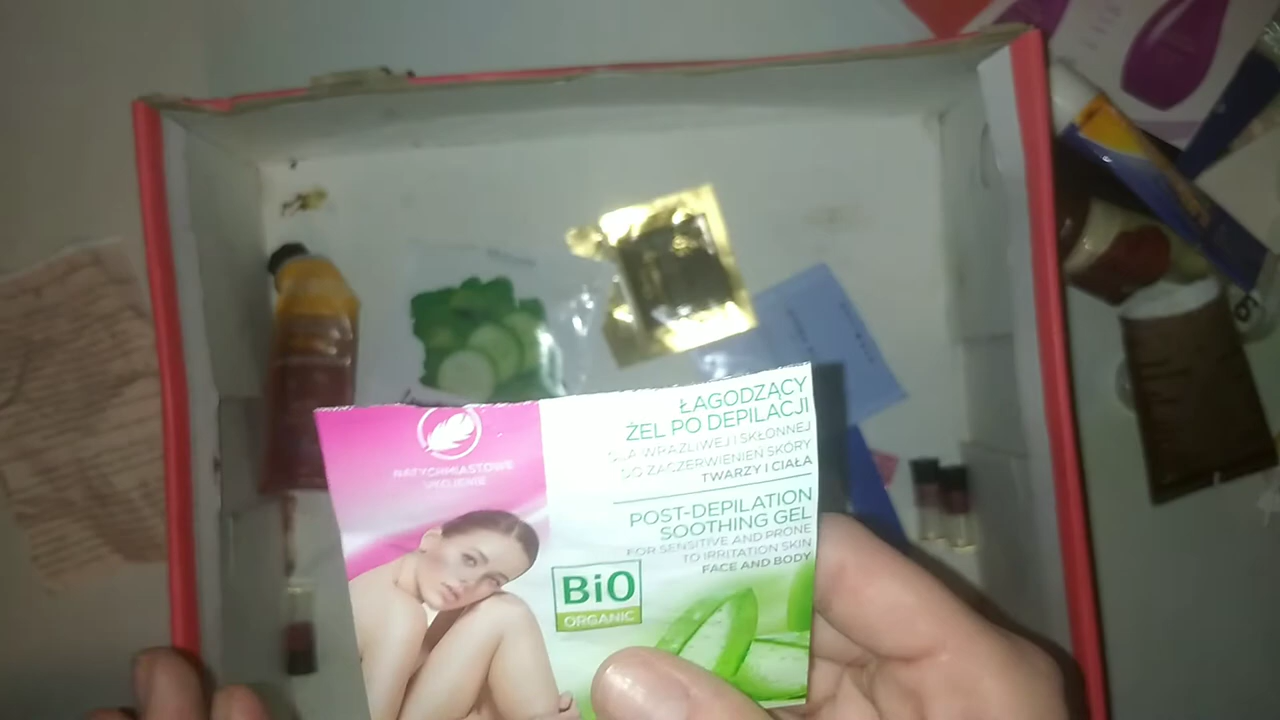 NATYCHMIASTOWE
UKOJENIE
ŁAGODZĄCY
ŻEL PO DEPILACJI
DLA WRAŻLIWEJ I SKŁONNEJ
DO ZACZERWIENIEŃ SKÓRY
TWARZY I CIAŁA
POST-DEPILATION
SOOTHING GEL
FOR SENSITIVE AND PRONE
TO IRRITATION SKIN
FACE AND BODY
BiO
ORGANIC